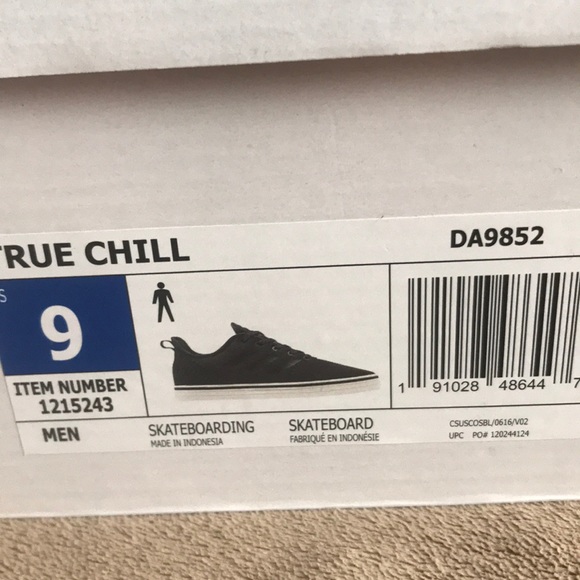 TRUE CHILL
DA9852
9
ITEM NUMBER
1215243
MEN
SKATEBOARDING
MADE IN INDONESIA
SKATEBOARD
FABRIQUÉ EN INDONÉSIE
1 91028 48644 7
CSUSCOSBL/0616/V02
UPC PO# 120244124